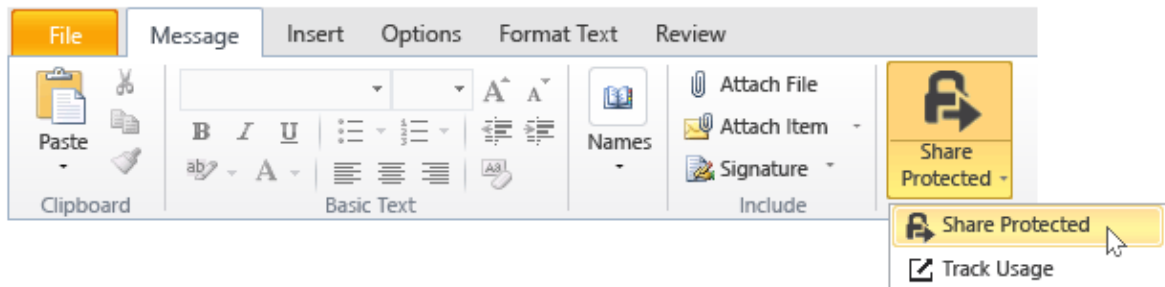 File Message Insert Options Format Text Review
Paste
Clipboard
B I U
ab A
Basic Text
Names
Attach File
Attach Item
Signature
Include
Share
Protected
Share Protected
Track Usage